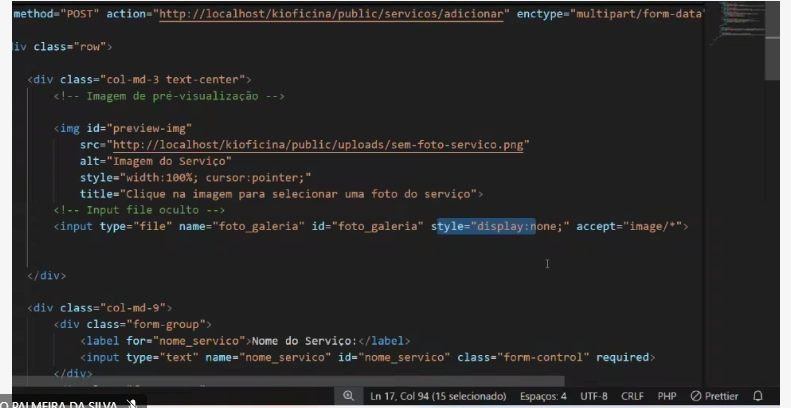 method="POST" action="http://localhost/kioficina/public/servicos/adicionar" enctype="multipart/form-data"
iv class="row">
<div class="col-md-3 text-center">
<!-- Imagem de pré-visualização -->
<img id="preview-img"
src="http://localhost/kioficina/public/uploads/sem-foto-servico.png"
alt="Imagem do Serviço"
style="width:100%; cursor:pointer;"
title="Clique na imagem para selecionar uma foto do serviço">
<!-- Input file oculto -->
<input type="file" name="foto_galeria" id="foto_galeria" style="display:none;" accept="image/*">
</div>
<div class="col-md-9">
<div class="form-group">
<label for="nome_servico">Nome do Serviço:</label>
<input type="text" name="nome_servico" id="nome_servico" class="form-control" required>
</div>
Ln 17, Col 94 (15 selecionado) Espaços: 4 UTF-8 CRLF PHP Prettier
O PALMEIRA DA SILVA